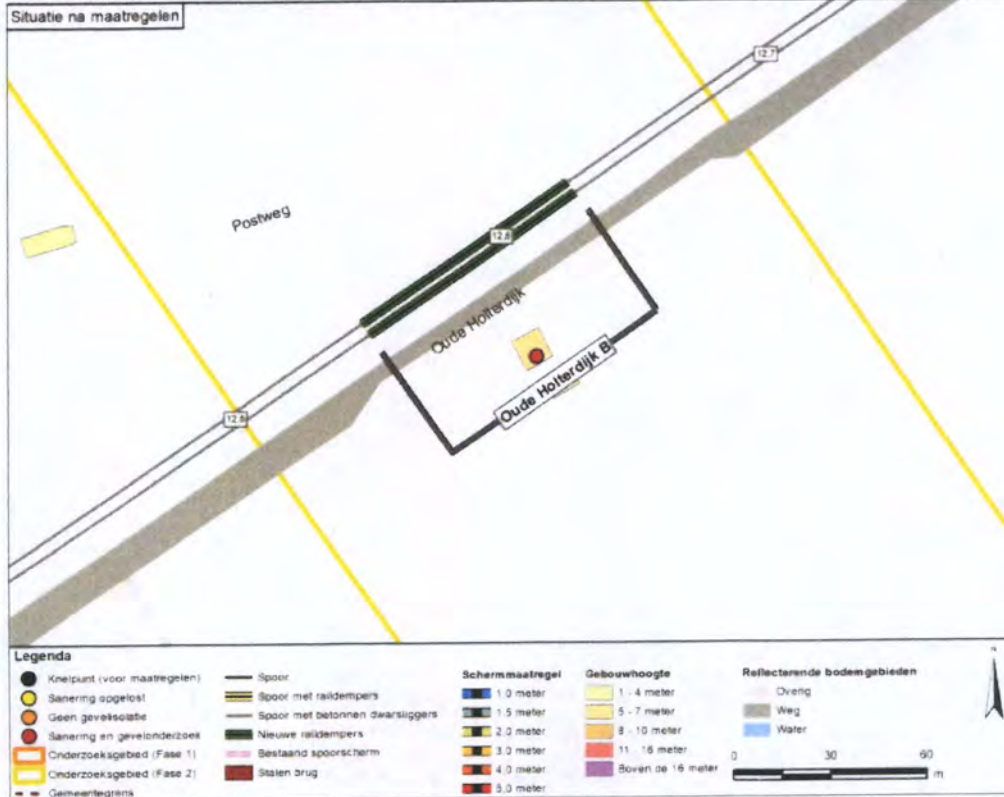 Situatie na maatregelen
12,7
Postweg
12,6
Oude Holterdijk
Oude Holterdijk B
12,6
Legenda
Knelpunt (voor maatregelen)
Sanering opgelost
Geen gevelisolatie
Sanering en gevelonderzoek
Onderzoeksgebied (Fase 1)
Onderzoeksgebied (Fase 2)
Gemeentegrens
Spoor
Spoor met raildempers
Spoor met betonnen dwarsliggers
Nieuwe raildempers
Bestaand spoorscherm
Stalen brug
Schermmaatregel
1,0 meter
1,5 meter
2,0 meter
3,0 meter
4,0 meter
5,0 meter
Gebouwhoogte
1 - 4 meter
5 - 7 meter
8 - 10 meter
11 - 16 meter
Boven de 16 meter
Reflecterende bodemgebieden
Overig
Weg
Water
N
0 30 60
m